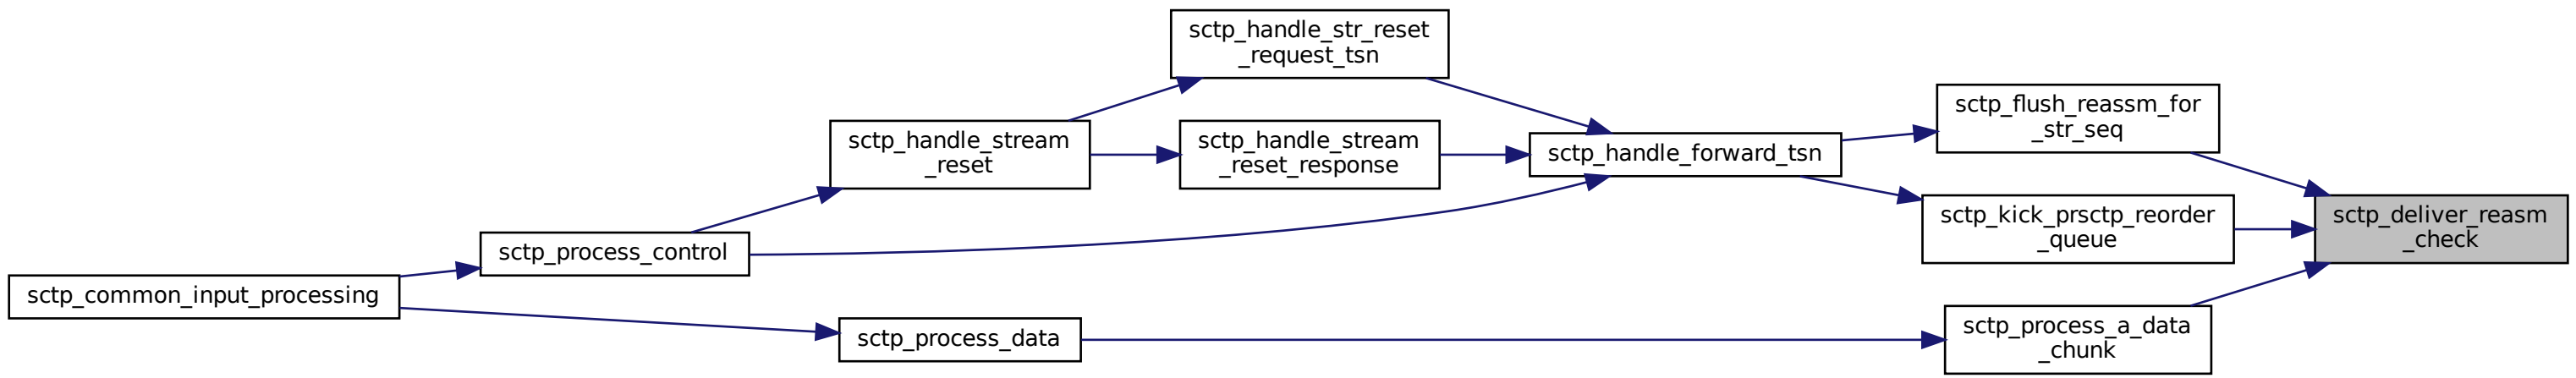 sctp_handle_str_reset
_request_tsn
sctp_flush_reassm_for
_str_seq
sctp_handle_stream
_reset
sctp_handle_stream
_reset_response
sctp_handle_forward_tsn
sctp_kick_prsctp_reorder
_queue
sctp_deliver_reasm
_check
sctp_process_control
sctp_common_input_processing
sctp_process_data
sctp_process_a_data
_chunk